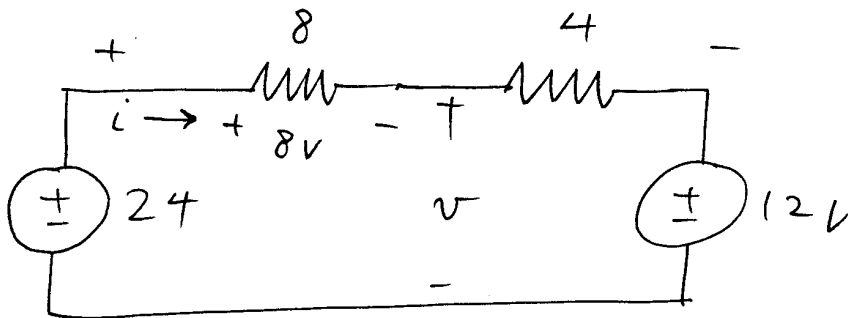 8 4
+ -
i → + 8v - +
± 24 v ± 12V
-